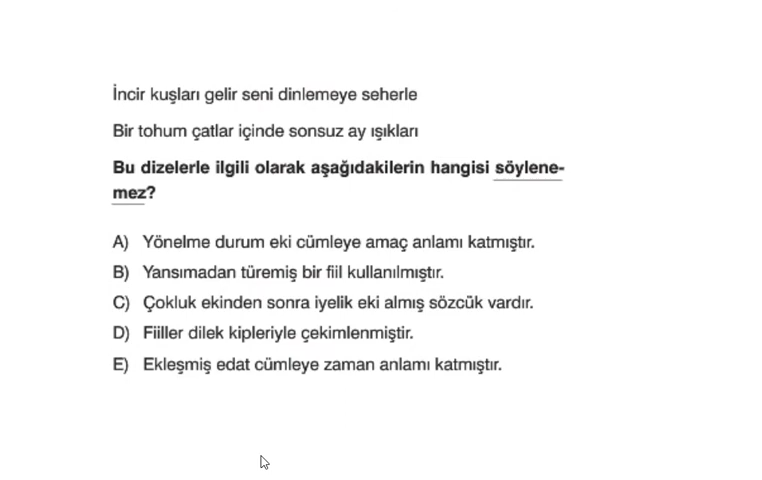 İncir kuşları gelir seni dinlemeye seherle
Bir tohum çatlar içinde sonsuz ay ışıkları
Bu dizelerle ilgili olarak aşağıdakilerin hangisi söylene-
mez?
A) Yönelme durum eki cümleye amaç anlamı katmıştır.
B) Yansımadan türemiş bir fiil kullanılmıştır.
C) Çokluk ekinden sonra iyelik eki almış sözcük vardır.
D) Fiiller dilek kipleriyle çekimlenmiştir.
E) Ekleşmiş edat cümleye zaman anlamı katmıştır.